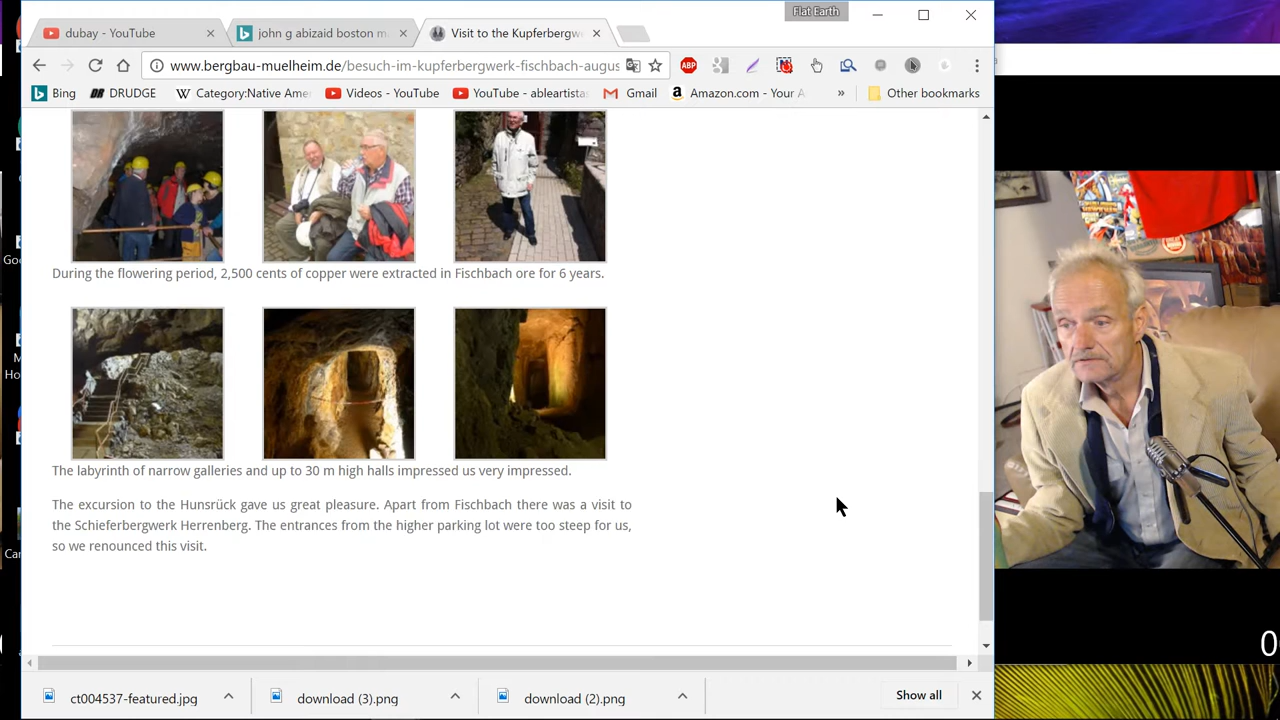 Flat Earth
dubay - YouTube
john g abizaid boston m
Visit to the Kupferbergw
www.bergbau-muelheim.de/besuch-im-kupferbergwerk-fischbach-augus
ABP
Bing
DRUDGE
Category:Native Ame
Videos - YouTube
YouTube - ableartista
Gmail
Amazon.com - Your A
»
Other bookmarks
During the flowering period, 2,500 cents of copper were extracted in Fischbach ore for 6 years.
The labyrinth of narrow galleries and up to 30 m high halls impressed us very impressed.
The excursion to the Hunsrück gave us great pleasure. Apart from Fischbach there was a visit to
the Schieferbergwerk Herrenberg. The entrances from the higher parking lot were too steep for us,
so we renounced this visit.
ct004537-featured.jpg
download (3).png
download (2).png
Show all